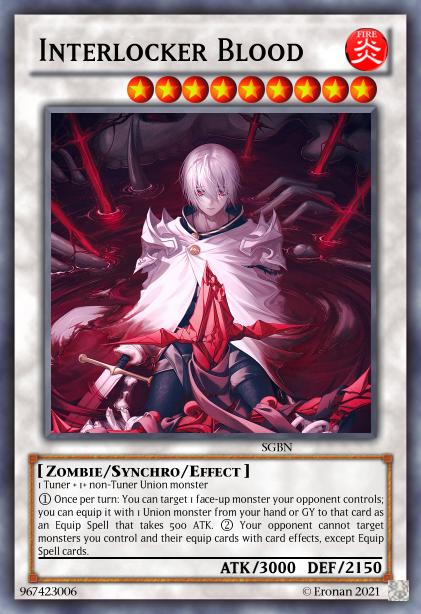 INTERLOCKER BLOOD
FIRE
炎
SGBN
[ ZOMBIE/SYNCHRO/EFFECT ]
1 Tuner + 1+ non-Tuner Union monster
① Once per turn: You can target 1 face-up monster your opponent controls;
you can equip it with 1 Union monster from your hand or GY to that card as
an Equip Spell that takes 500 ATK. ② Your opponent cannot target
monsters you control and their equip cards with card effects, except Equip
Spell cards.
ATK/3000 DEF/2150
967423006
© Eronan 2021